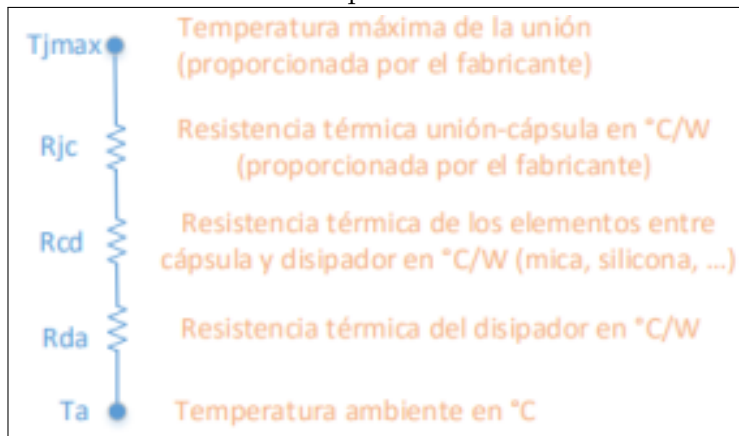 Tjmax Temperatura máxima de la unión
(proporcionada por el fabricante)
Rjc Resistencia térmica unión-cápsula en °C/W
(proporcionada por el fabricante)
Rcd Resistencia térmica de los elementos entre
cápsula y disipador en °C/W (mica, silicona, ...)
Rda Resistencia térmica del disipador en °C/W
Ta Temperatura ambiente en °C